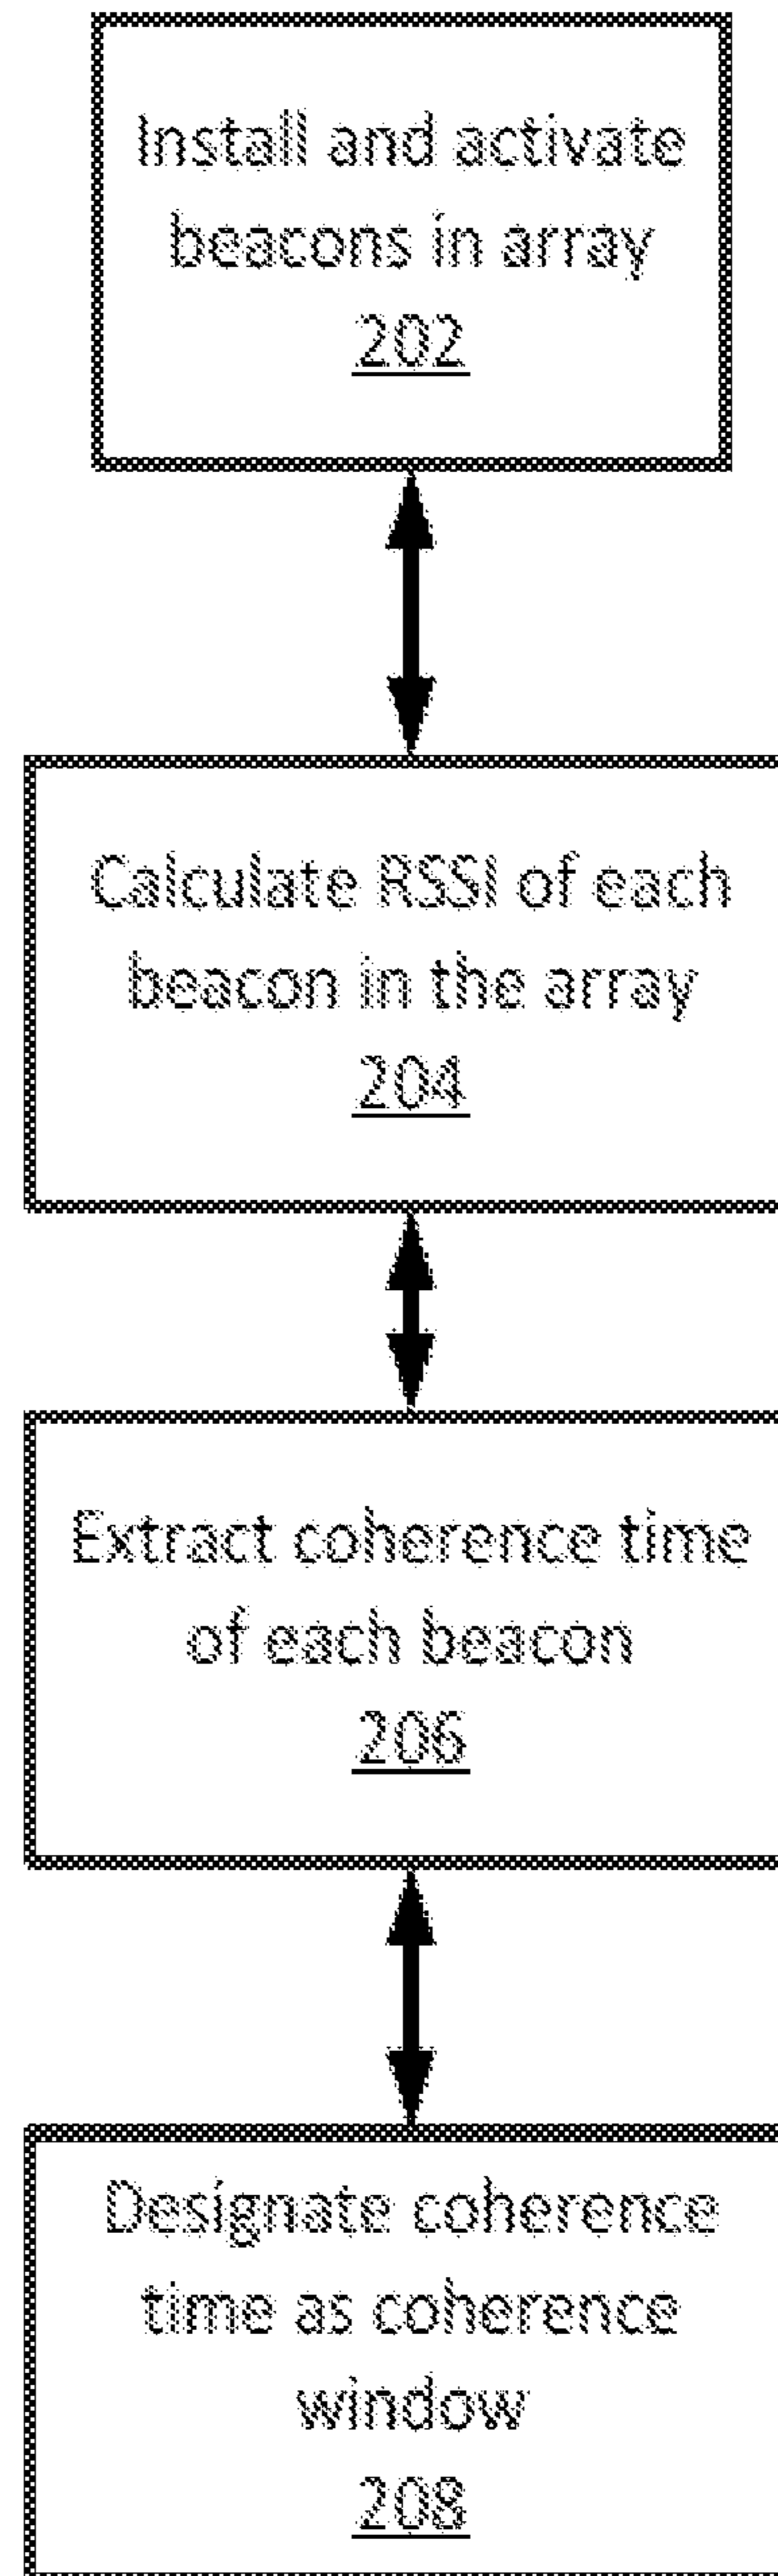 Install and activate
beacons in array
202
Calculate RSSI of each
beacon in the array
204
Extract coherence time
of each beacon
206
Designate coherence
time as coherence
window
208